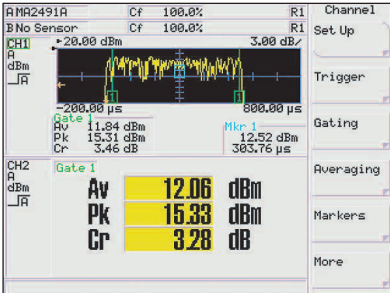 A MA2491A Cf 100.0% R1 Channel
B No Sensor Cf 100.0% R1 Set Up
CH1 20.00 dBm 3.00 dB/
A
dBm
Trigger
-200.00 µs 800.00 µs
Gate 1 Mkr 1 Gating
Av 11.84 dBm 12.52 dBm
Pk 15.31 dBm 303.76 µs
Cr 3.46 dB
CH2 Gate 1 Averaging
A
dBm
Av 12.06 dBm
Pk 15.33 dBm Markers
Cr 3.28 dB
More